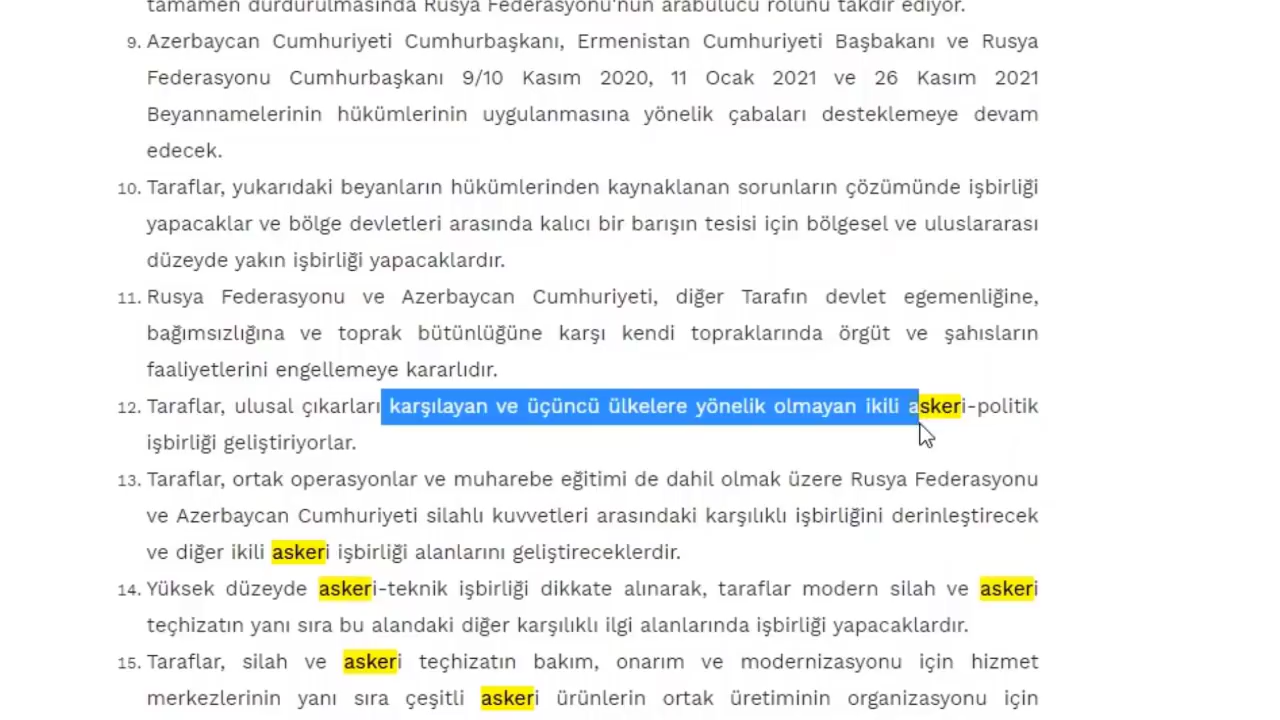 tamamen durdurulmasında Rusya Federasyonu'nun arabulucu rolünü takdir ediyor.
9. Azerbaycan Cumhuriyeti Cumhurbaşkanı, Ermenistan Cumhuriyeti Başbakanı ve Rusya
Federasyonu Cumhurbaşkanı 9/10 Kasım 2020, 11 Ocak 2021 ve 26 Kasım 2021
Beyannamelerinin hükümlerinin uygulanmasına yönelik çabaları desteklemeye devam
edecek.
10. Taraflar, yukarıdaki beyanların hükümlerinden kaynaklanan sorunların çözümünde işbirliği
yapacaklar ve bölge devletleri arasında kalıcı bir barışın tesisi için bölgesel ve uluslararası
düzeyde yakın işbirliği yapacaklardır.
11. Rusya Federasyonu ve Azerbaycan Cumhuriyeti, diğer Tarafın devlet egemenliğine,
bağımsızlığına ve toprak bütünlüğüne karşı kendi topraklarında örgüt ve şahısların
faaliyetlerini engellemeye kararlıdır.
12. Taraflar, ulusal çıkarları karşılayan ve üçüncü ülkelere yönelik olmayan ikili askeri-politik
işbirliği geliştiriyorlar.
13. Taraflar, ortak operasyonlar ve muharebe eğitimi de dahil olmak üzere Rusya Federasyonu
ve Azerbaycan Cumhuriyeti silahlı kuvvetleri arasındaki karşılıklı işbirliğini derinleştirecek
ve diğer ikili askeri işbirliği alanlarını geliştireceklerdir.
14. Yüksek düzeyde askeri-teknik işbirliği dikkate alınarak, taraflar modern silah ve askeri
teçhizatın yanı sıra bu alandaki diğer karşılıklı ilgi alanlarında işbirliği yapacaklardır.
15. Taraflar, silah ve askeri teçhizatın bakım, onarım ve modernizasyonu için hizmet
merkezlerinin yanı sıra çeşitli askeri ürünlerin ortak üretiminin organizasyonu için